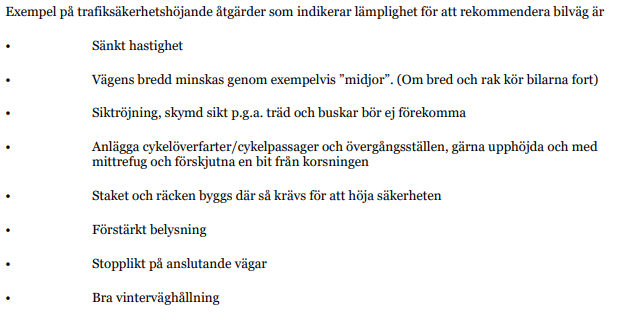 Exempel på trafiksäkerhetshöjande åtgärder som indikerar lämplighet för att rekommendera bilväg är
• Sänkt hastighet
• Vägens bredd minskas genom exempelvis ”midjor”. (Om bred och rak kör bilarna fort)
• Siktröjning, skymd sikt p.g.a. träd och buskar bör ej förekomma
• Anlägga cykelöverfarter/cykelpassager och övergångsställen, gärna upphöjda och med
mittrefug och förskjutna en bit från korsningen
• Staket och räcken byggs där så krävs för att höja säkerheten
• Förstärkt belysning
• Stopplikt på anslutande vägar
• Bra vinterväghållning